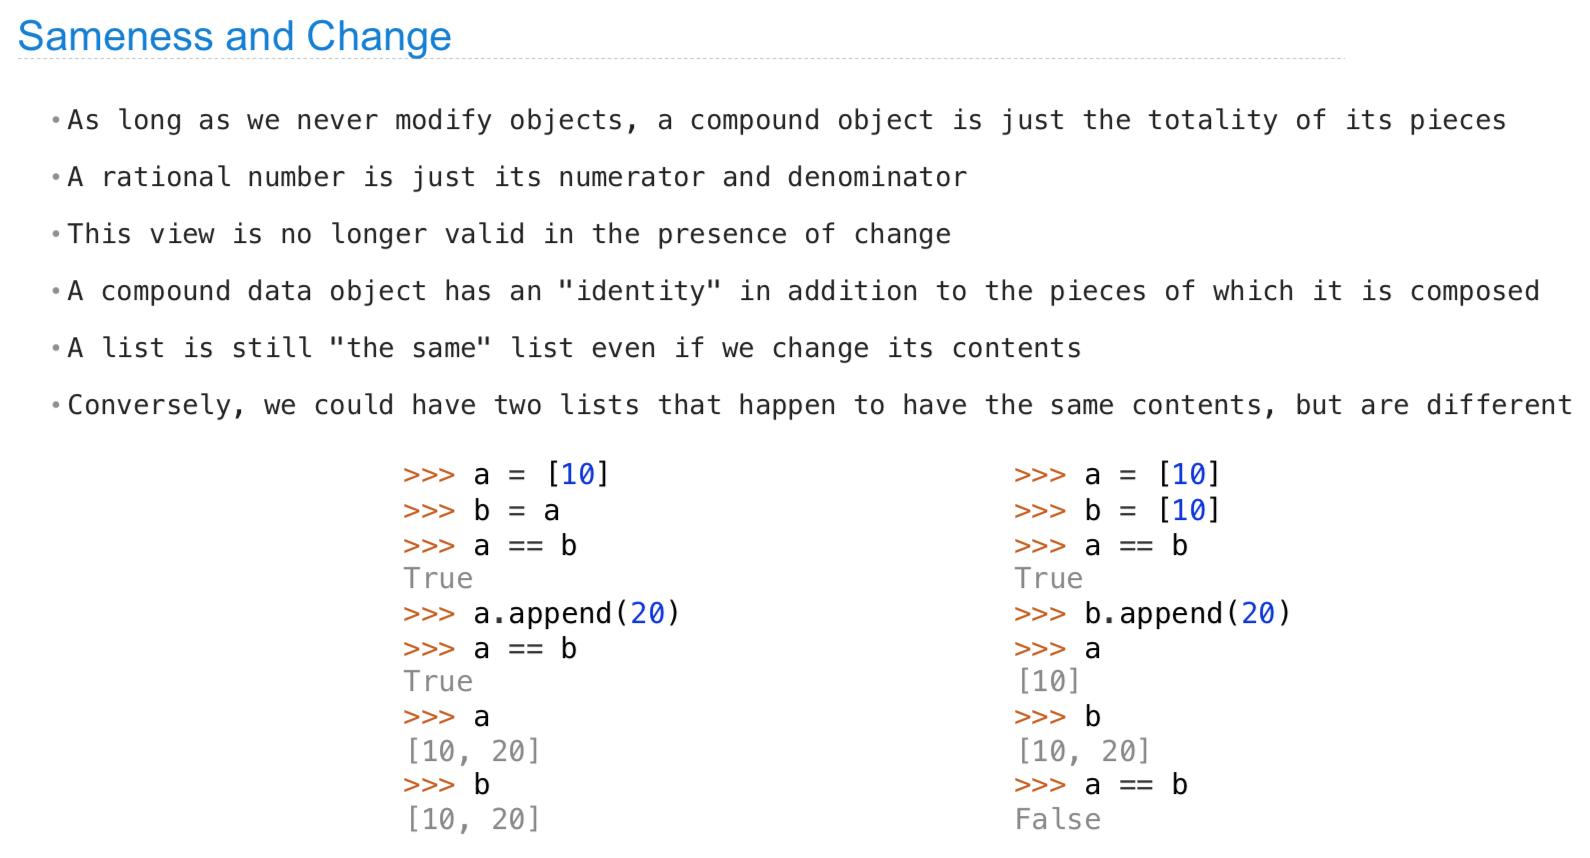 Sameness and Change
• As long as we never modify objects, a compound object is just the totality of its pieces
• A rational number is just its numerator and denominator
• This view is no longer valid in the presence of change
• A compound data object has an "identity" in addition to the pieces of which it is composed
• A list is still "the same" list even if we change its contents
• Conversely, we could have two lists that happen to have the same contents, but are different
>>> a = [10]
>>> b = a
>>> a == b
True
>>> a.append(20)
>>> a == b
True
>>> a
[10, 20]
>>> b
[10, 20]
>>> a = [10]
>>> b = [10]
>>> a == b
True
>>> b.append(20)
>>> a
[10]
>>> b
[10, 20]
>>> a == b
False